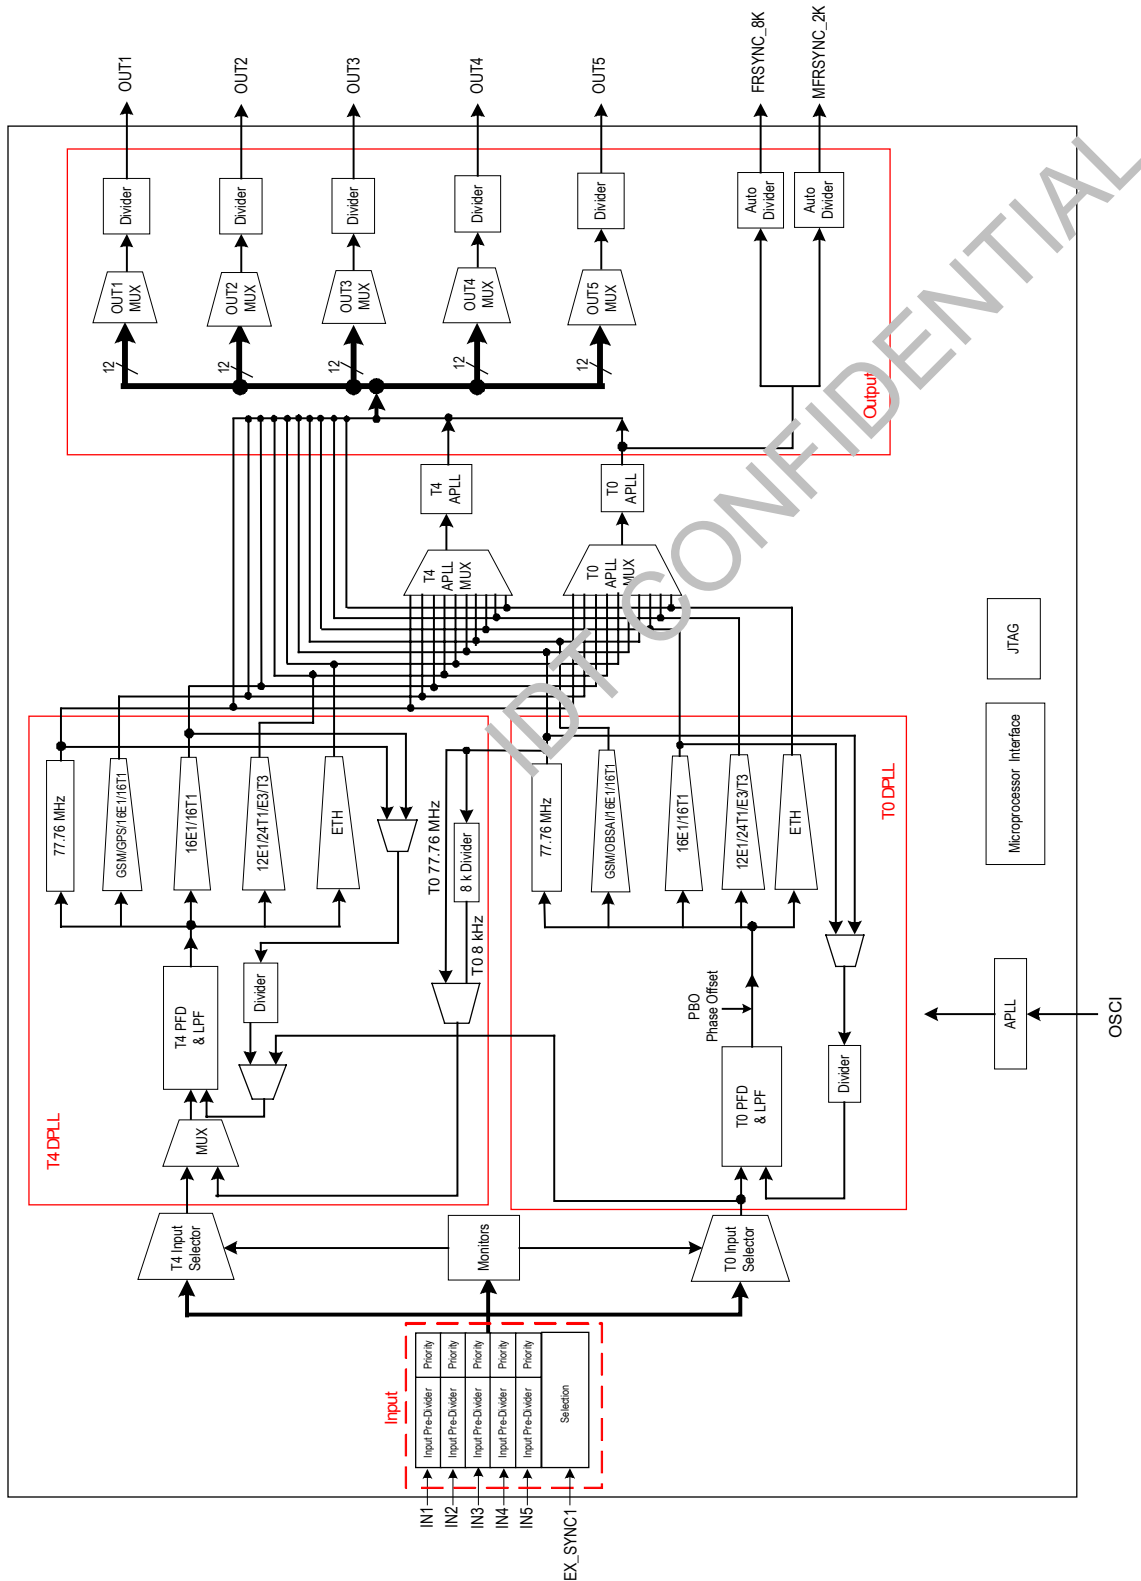 Input
IN1
IN2
IN3
IN4
IN5
EX_SYNC1
Input Pre-Divider
Priority
Input Pre-Divider
Priority
Input Pre-Divider
Priority
Input Pre-Divider
Priority
Input Pre-Divider
Priority
Selection
Monitors
T4 Input
Selector
T0 Input
Selector
T4 DPLL
MUX
T4 PFD
& LPF
Divider
77.76 MHz
GSM/GPS/16E1/16T1
16E1/16T1
12E1/24T1/E3/T3
ETH
T0 77.76 MHz
8 k Divider
T0 8 kHz
T0 DPLL
T0 PFD
& LPF
PBO
Phase Offset
Divider
77.76 MHz
GSM/OBSAI/16E1/16T1
16E1/16T1
12E1/24T1/E3/T3
ETH
T4
APLL
MUX
T0
APLL
MUX
T4
APLL
T0
APLL
Output
12
12
12
12
12
OUT1
MUX
OUT2
MUX
OUT3
MUX
OUT4
MUX
OUT5
MUX
Divider
Divider
Divider
Divider
Divider
Auto
Divider
Auto
Divider
OUT1
OUT2
OUT3
OUT4
OUT5
FRSYNC_8K
MFRSYNC_2K
OSCI
APLL
Microprocessor Interface
JTAG
IDT CONFIDENTIAL